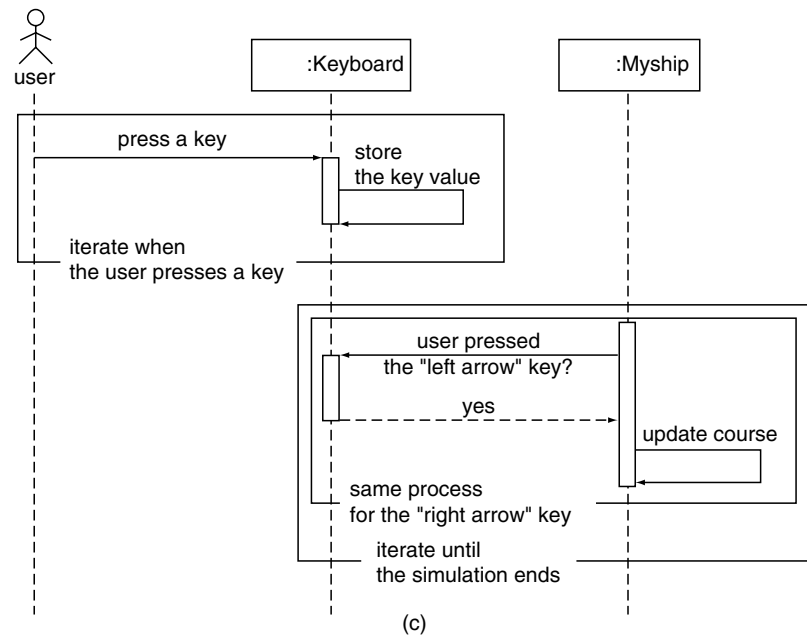 user
:Keyboard
:Myship
press a key
store
the key value
iterate when
the user presses a key
user pressed
the "left arrow" key?
yes
update course
same process
for the "right arrow" key
iterate until
the simulation ends
(c)